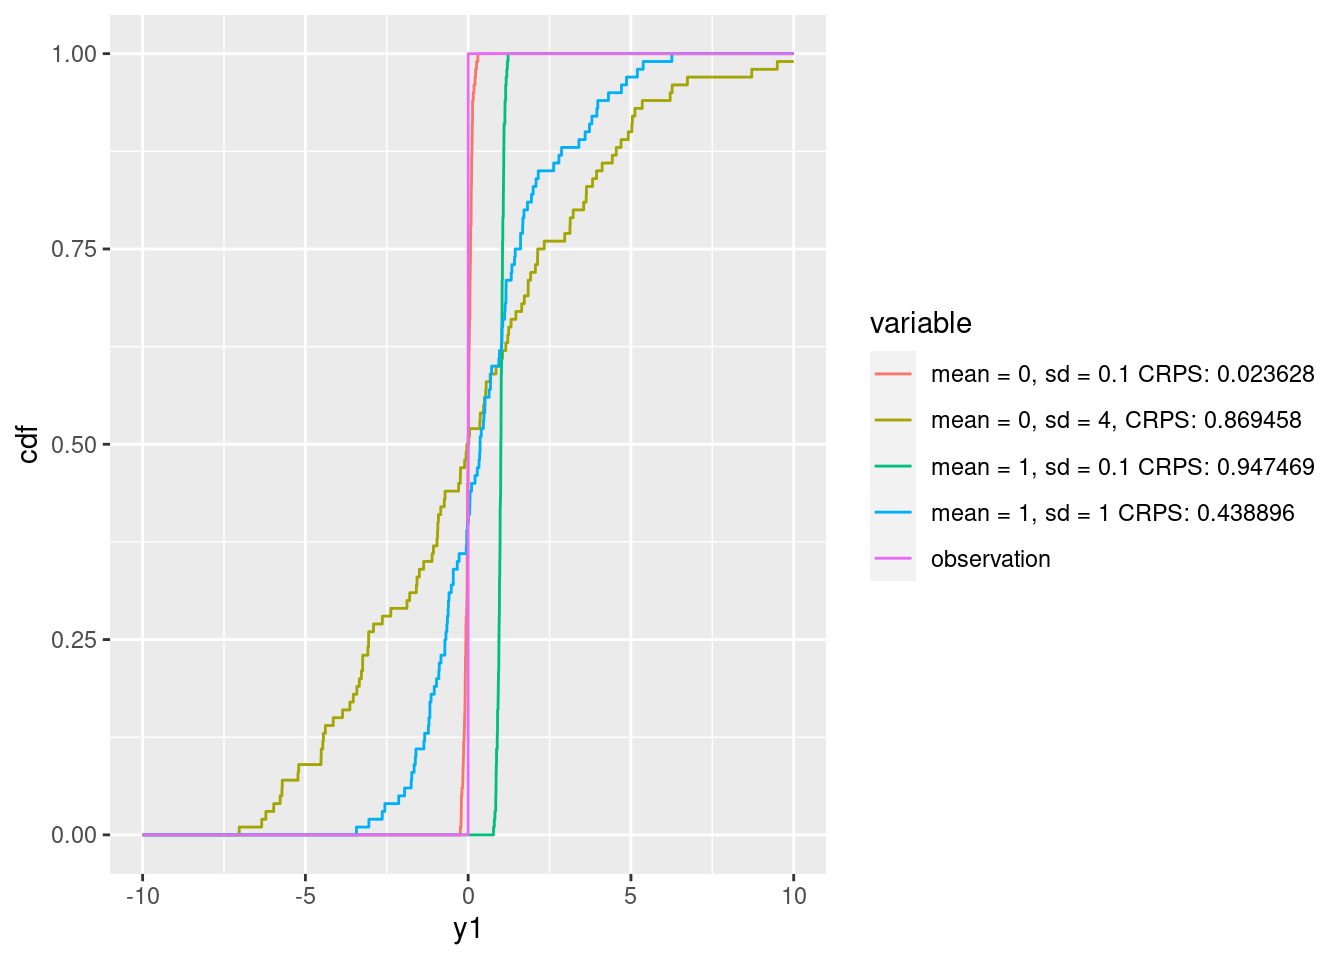 1.00
0.75
0.50
0.25
0.00
cdf
-10
-5
0
5
10
y1
variable
mean = 0, sd = 0.1 CRPS: 0.023628
mean = 0, sd = 4, CRPS: 0.869458
mean = 1, sd = 0.1 CRPS: 0.947469
mean = 1, sd = 1 CRPS: 0.438896
observation